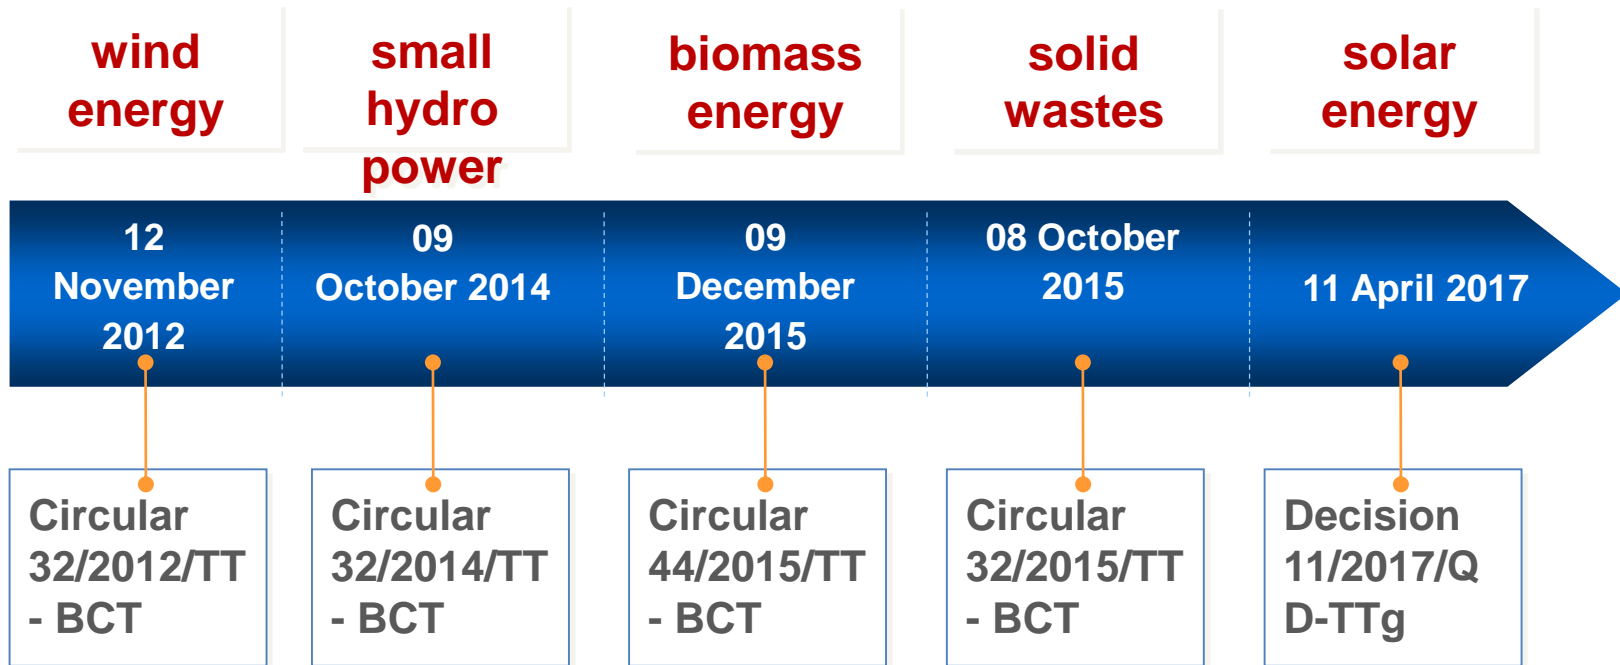 wind
energy
small
hydro
power
biomass
energy
solid
wastes
solar
energy
12
November
2012
09
October 2014
09
December
2015
08 October
2015
11 April 2017
Circular
32/2012/TT
- BCT
Circular
32/2014/TT
- BCT
Circular
44/2015/TT
- BCT
Circular
32/2015/TT
- BCT
Decision
11/2017/Q
D-TTg